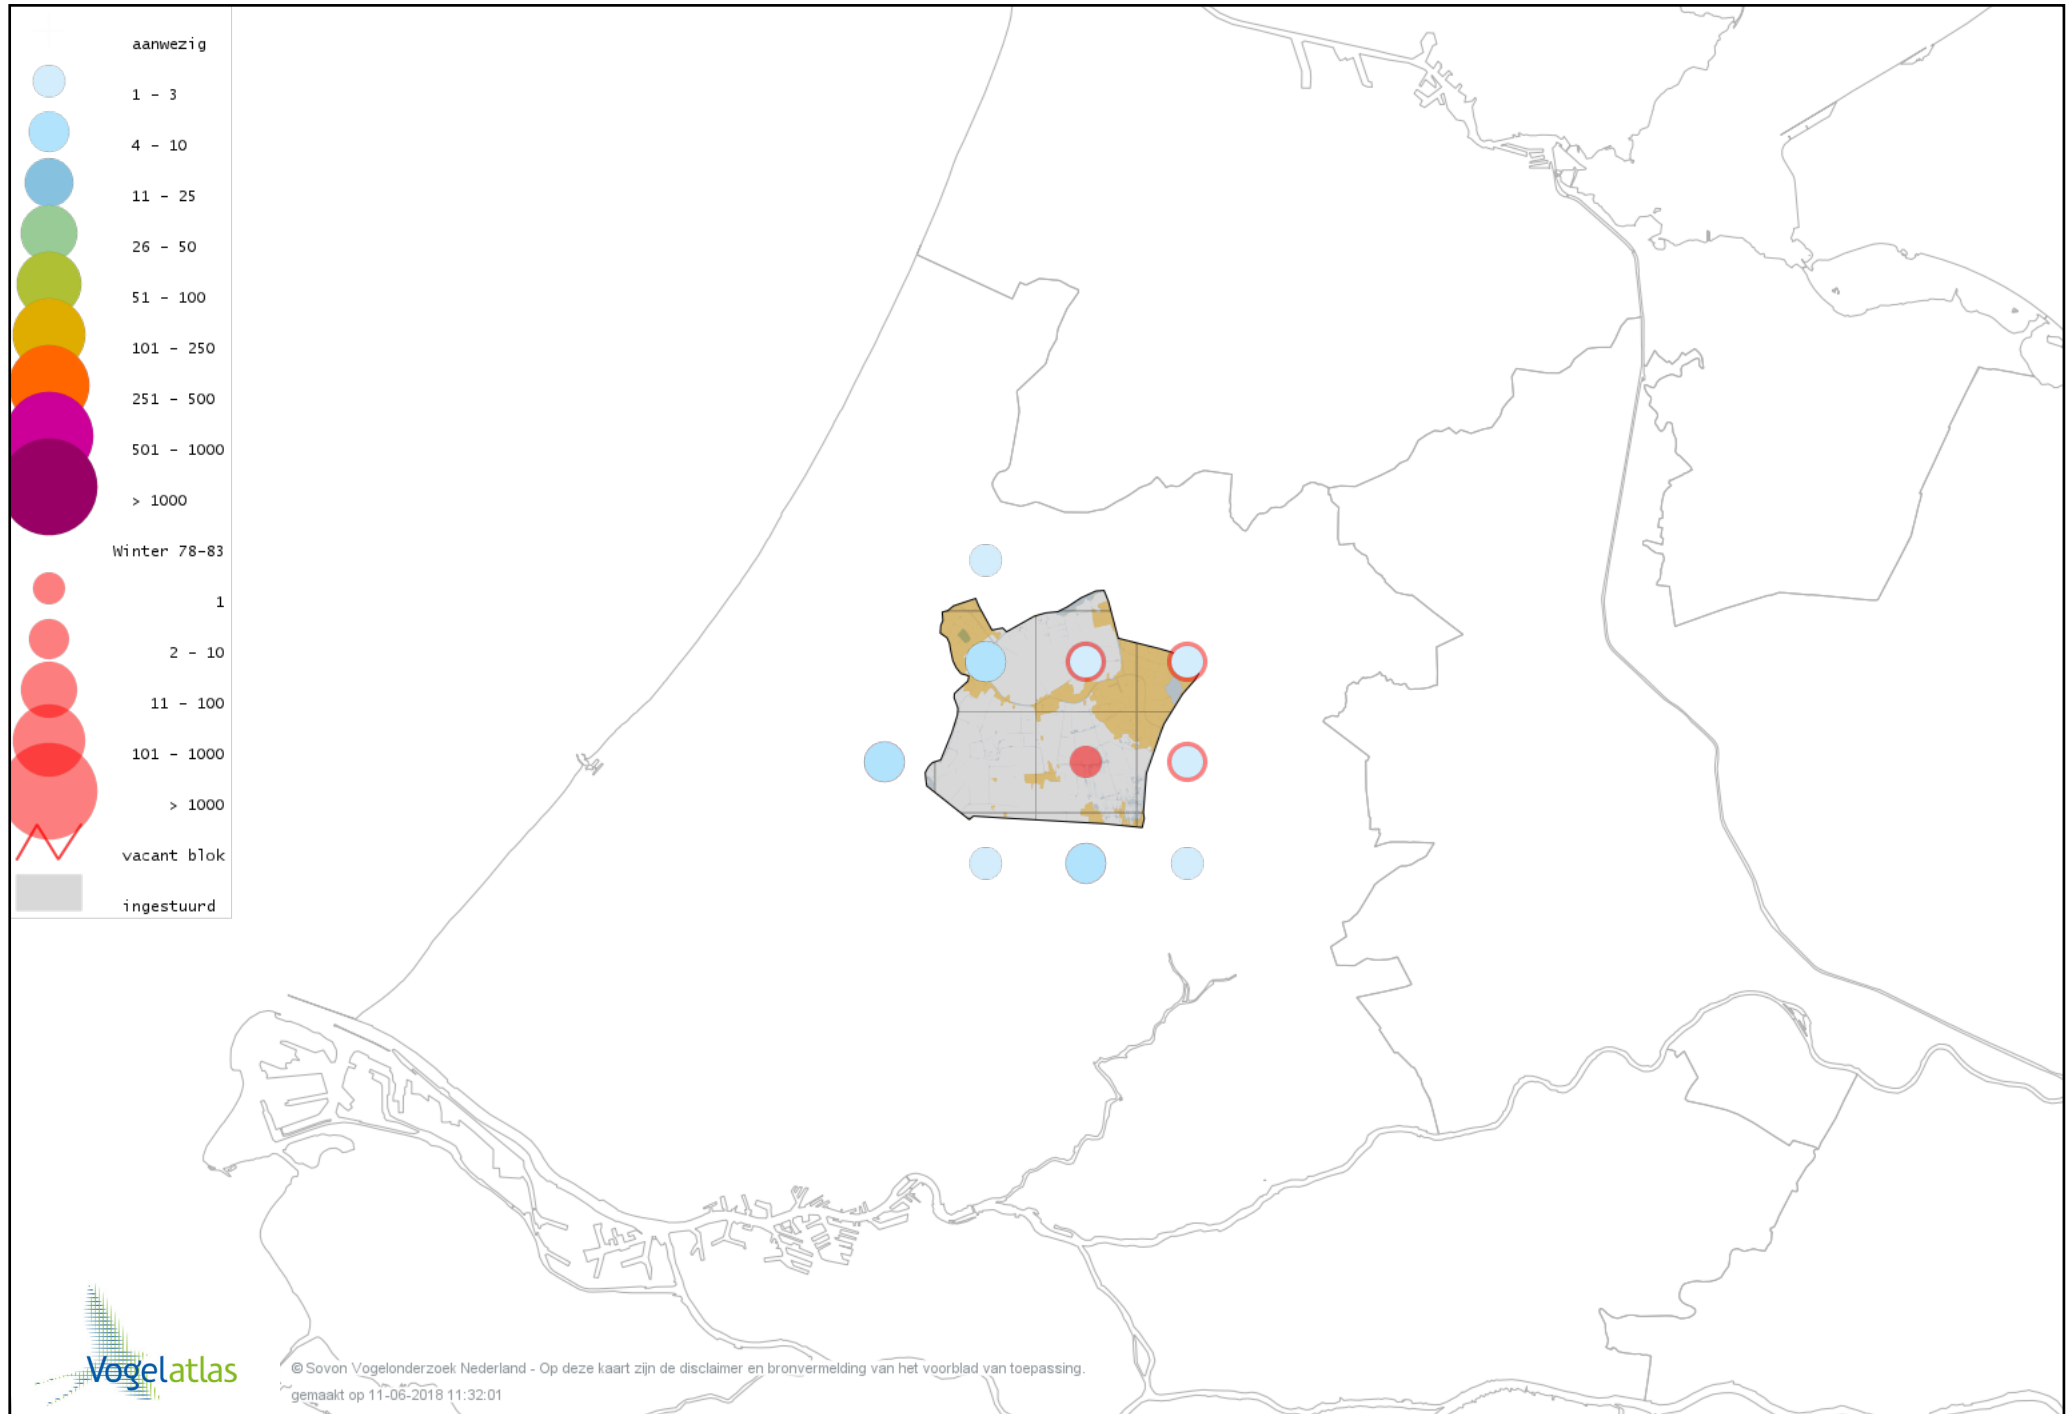 aanwezig
1 - 3
4 - 10
11 - 25
26 - 50
51 - 100
101 - 250
251 - 500
501 - 1000
> 1000
Winter 78-83
1
2 - 10
11 - 100
101 - 1000
> 1000
vacant blok
ingestuurd
Vogelatlas
© Sovon Vogelonderzoek Nederland - Op deze kaart zijn de disclaimer en bronvermelding van het voorblad van toepassing.
gemaakt op 11-06-2018 11:32:01